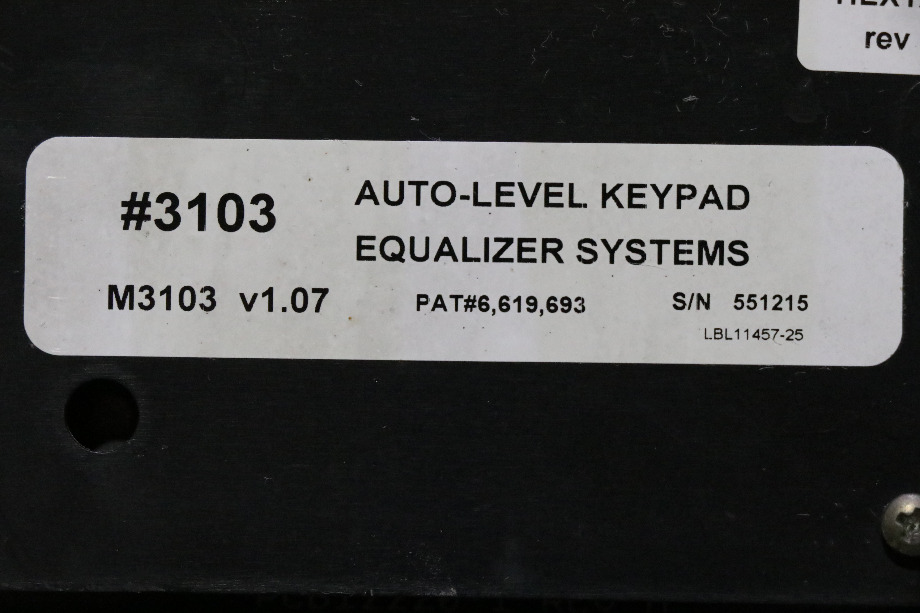 rev
#3103
AUTO-LEVEL KEYPAD
EQUALIZER SYSTEMS
M3103 v1.07
PAT#6,619,693
S/N 551215
LBL11457-25